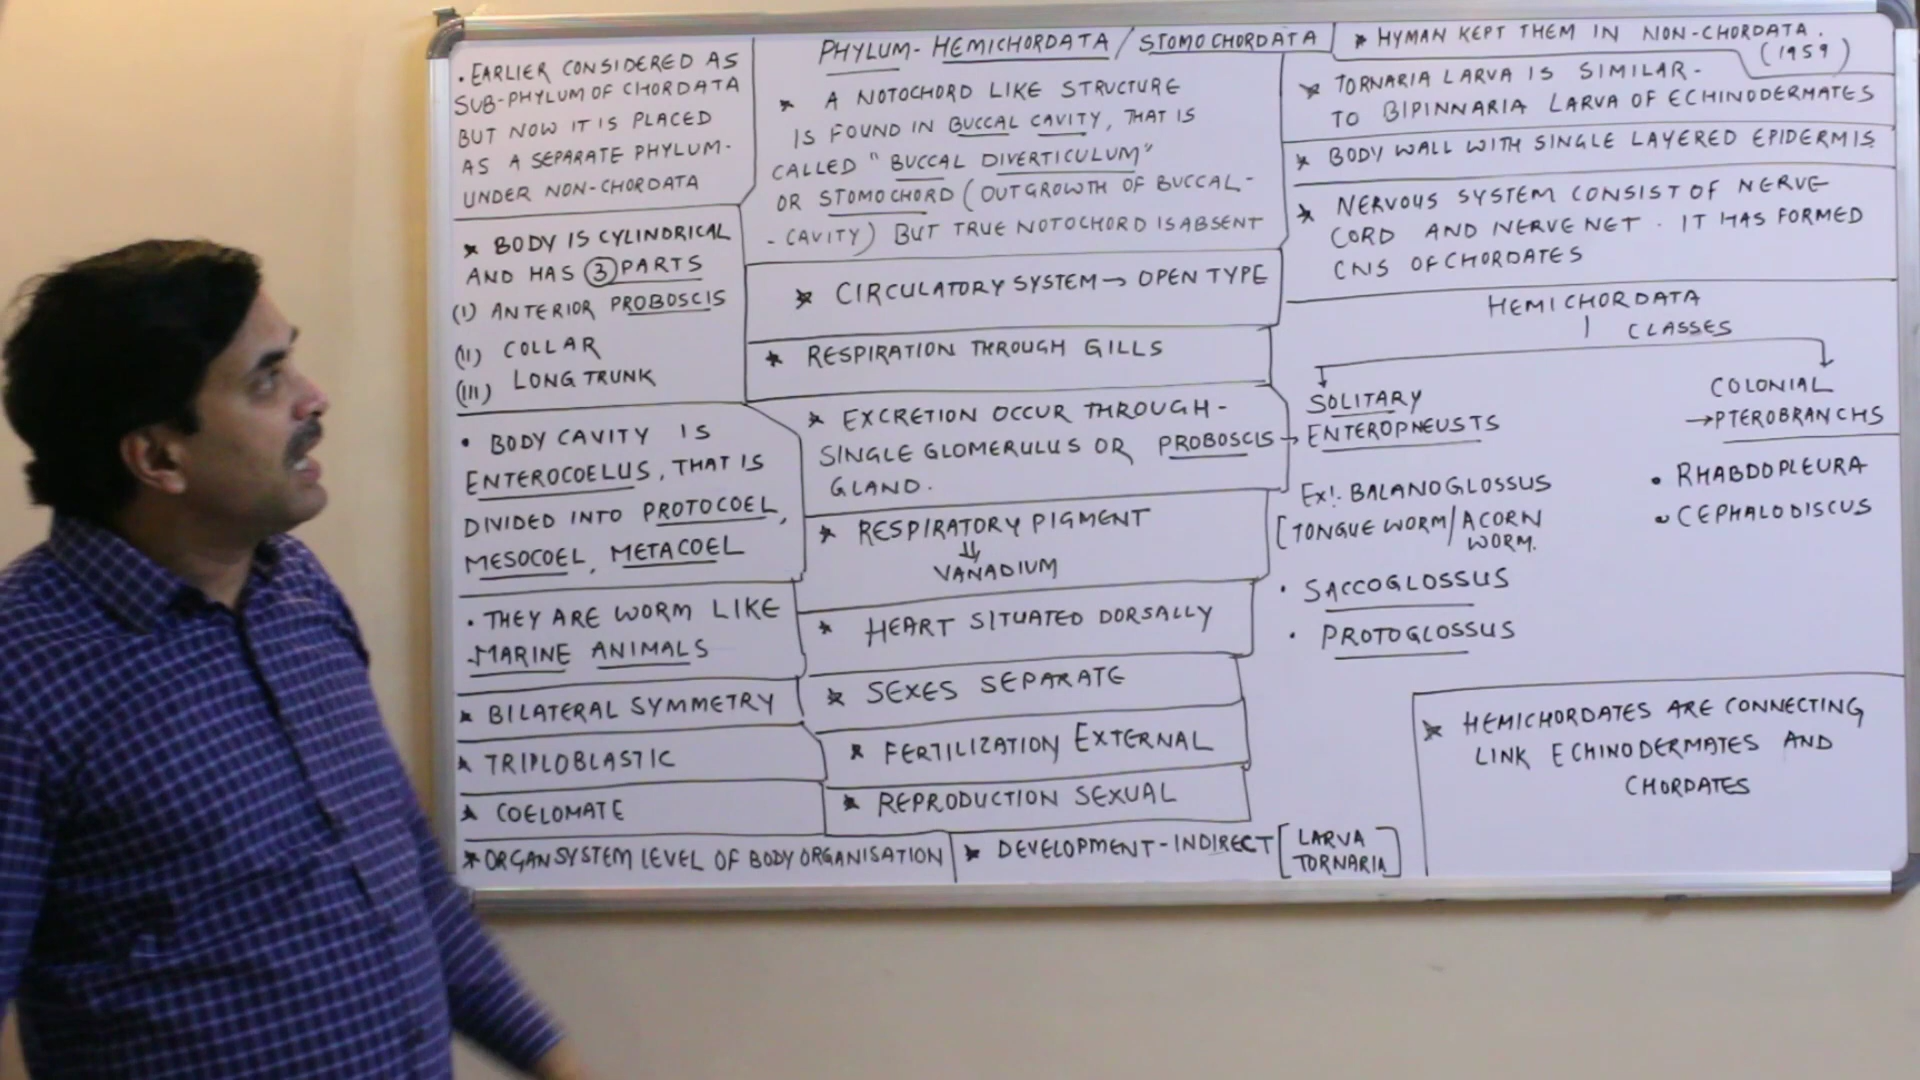 PHYLUM-HEMICHORDATA/STOMOCHORDATA
• EARLIER CONSIDERED AS
SUB-PHYLUM OF CHORDATA
BUT NOW IT IS PLACED
AS A SEPARATE PHYLUM-
UNDER NON-CHORDATA
* BODY IS CYLINDRICAL
AND HAS ③ PARTS
(I) ANTERIOR PROBOSCIS
(II) COLLAR
(III) LONG TRUNK
• BODY CAVITY IS
ENTEROCOELUS, THAT IS
DIVIDED INTO PROTOCOEL,
MESOCOEL, METACOEL
• THEY ARE WORM LIKE
MARINE ANIMALS
* BILATERAL SYMMETRY
* TRIPLOBLASTIC
* COELOMATE
* ORGAN SYSTEM LEVEL OF BODY ORGANISATION
* A NOTOCHORD LIKE STRUCTURE
IS FOUND IN BUCCAL CAVITY, THAT IS
CALLED "BUCCAL DIVERTICULUM"
OR STOMOCHORD (OUTGROWTH OF BUCCAL-
-CAVITY) BUT TRUE NOTOCHORD IS ABSENT
* CIRCULATORY SYSTEM → OPEN TYPE
* RESPIRATION THROUGH GILLS
* EXCRETION OCCUR THROUGH-
SINGLE GLOMERULUS OR PROBOSCIS
GLAND.
* RESPIRATORY PIGMENT
⇓
VANADIUM
* HEART SITUATED DORSALLY
* SEXES SEPARATE
* FERTILIZATION EXTERNAL
* REPRODUCTION SEXUAL
* DEVELOPMENT-INDIRECT [LARVA
TORNARIA]
* HYMAN KEPT THEM IN NON-CHORDATA.
(1959)
* TORNARIA LARVA IS SIMILAR-
TO BIPINNARIA LARVA OF ECHINODERMATES
* BODY WALL WITH SINGLE LAYERED EPIDERMIS
* NERVOUS SYSTEM CONSIST OF NERVE
CORD AND NERVE NET. IT HAS FORMED
CNS OF CHORDATES
HEMICHORDATA
CLASSES
SOLITARY
→ ENTEROPNEUSTS
EX:. BALANOGLOSSUS
[TONGUE WORM/ACORN
WORM.
• SACCOGLOSSUS
• PROTOGLOSSUS
COLONIAL
→ PTEROBRANCHS
• RHABDOPLEURA
• CEPHALODISCUS
* HEMICHORDATES ARE CONNECTING
LINK ECHINODERMATES AND
CHORDATES